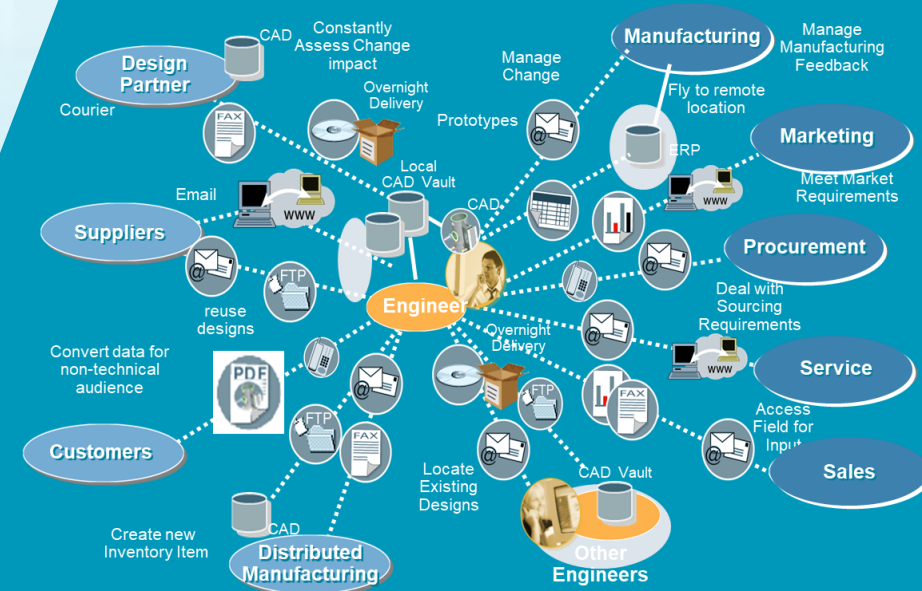 CAD
Constantly
Assess Change
impact
Design
Partner
Courier
FAX
Overnight
Delivery
Manage
Change
Prototypes
@
Manufacturing
Manage
Manufacturing
Feedback
Fly to remote
location
ERP
Marketing
Meet Market
Requirements
WWW
Email
WWW
Local
CAD Vault
CAD
Suppliers
@
FTP
reuse
designs
Engineer
@
Procurement
Deal with
Sourcing
Requirements
@
WWW
Service
Convert data for
non-technical
audience
PDF
Customers
@
FTP
FAX
Overnight
Delivery
FTP
FAX
Access
Field for
Input
@
Sales
Locate
Existing
Designs
@
CAD Vault
Create new
Inventory Item
CAD
Distributed
Manufacturing
Other
Engineers